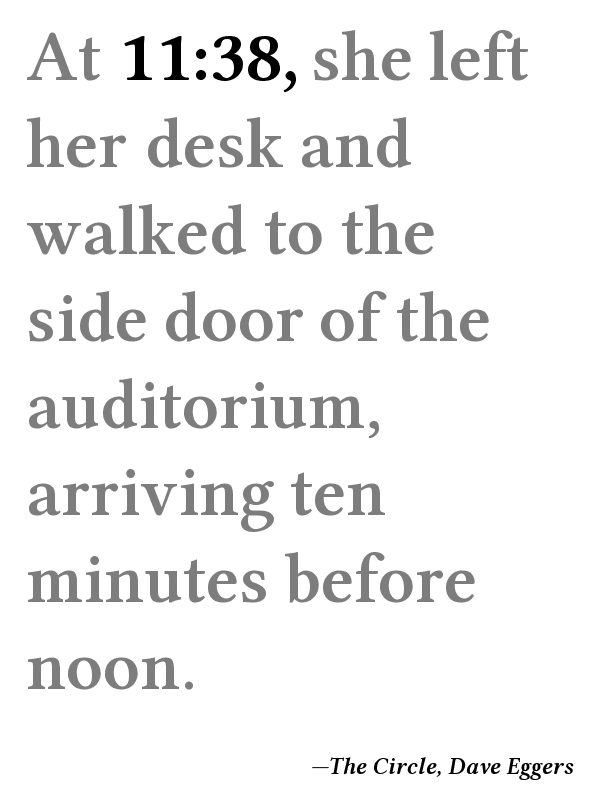 At 11:38, she left
her desk and
walked to the
side door of the
auditorium,
arriving ten
minutes before
noon.
—The Circle, Dave Eggers